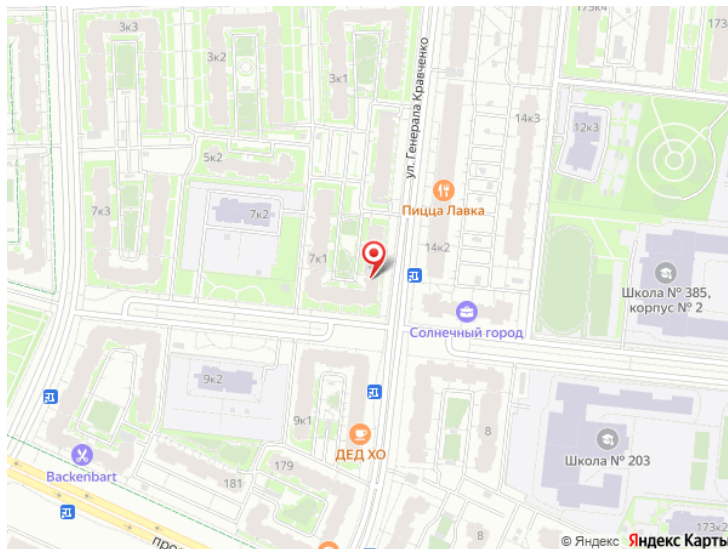 3к3
3к2
3к1
175к4
173
ул. Генерала Кравченко
14к3
12к3
5к2
7к3
7к2
Пицца Лавка
7к1
14к2
Школа № 385,
корпус № 2
Солнечный город
9к2
9к1
8
ДЕД ХО
Школа № 203
Backenbart
179
181
173к2
8
© Яндекс Яндекс Карты